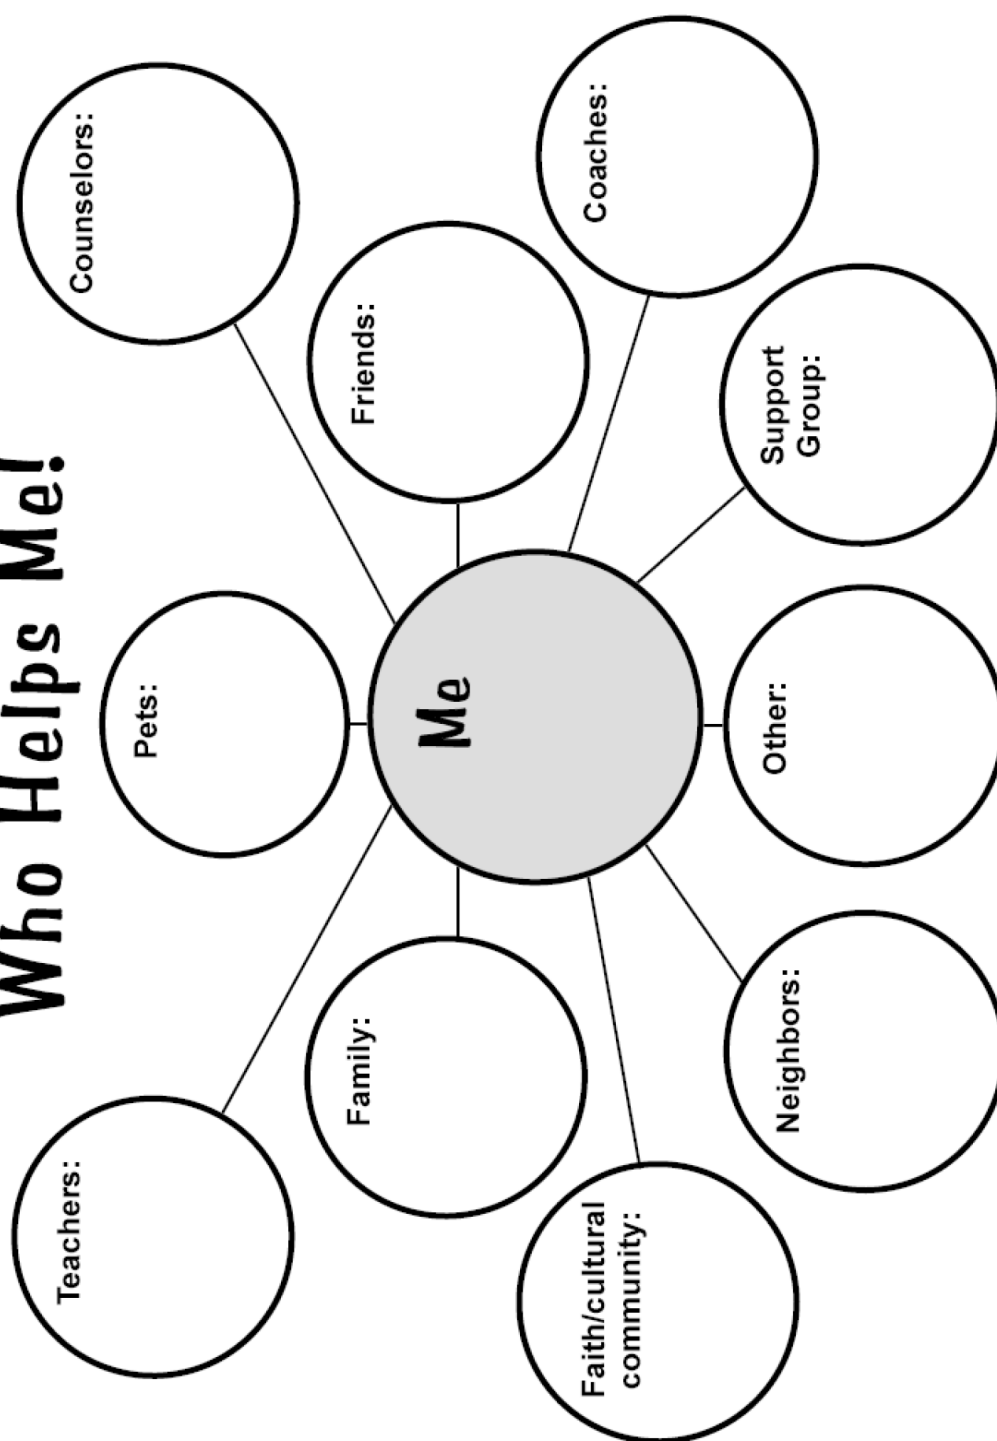 Who Helps Me!
Teachers:
Pets:
Counselors:
Family:
Friends:
Me
Faith/cultural
community:
Coaches:
Neighbors:
Other:
Support
Group: